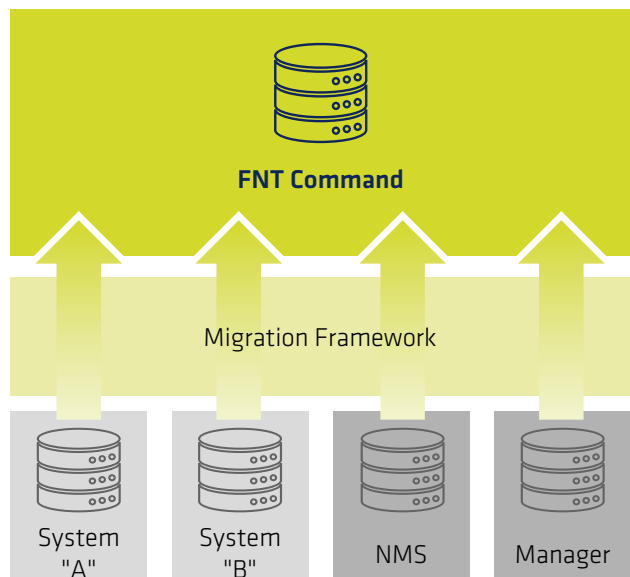 FNT Command
Migration Framework
System
"A"
System
"B"
NMS
Manager